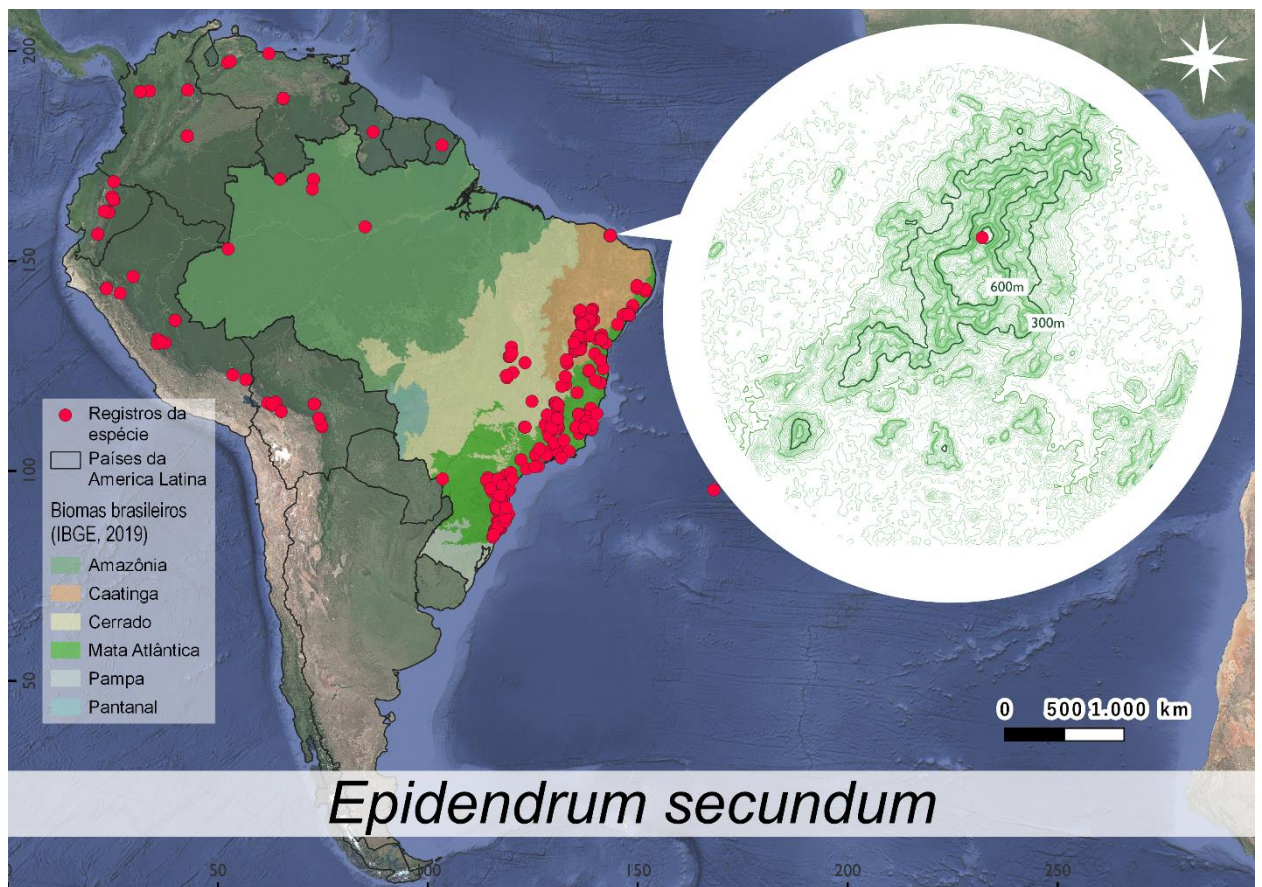 200
150
100
50
600m
300m
Registros da
espécie
Países da
America Latina
Biomas brasileiros
(IBGE, 2019)
Amazônia
Caatinga
Cerrado
Mata Atlântica
Pampa
Pantanal
0 500 1.000 km
Epidendrum secundum
0 50 100 150 200 250